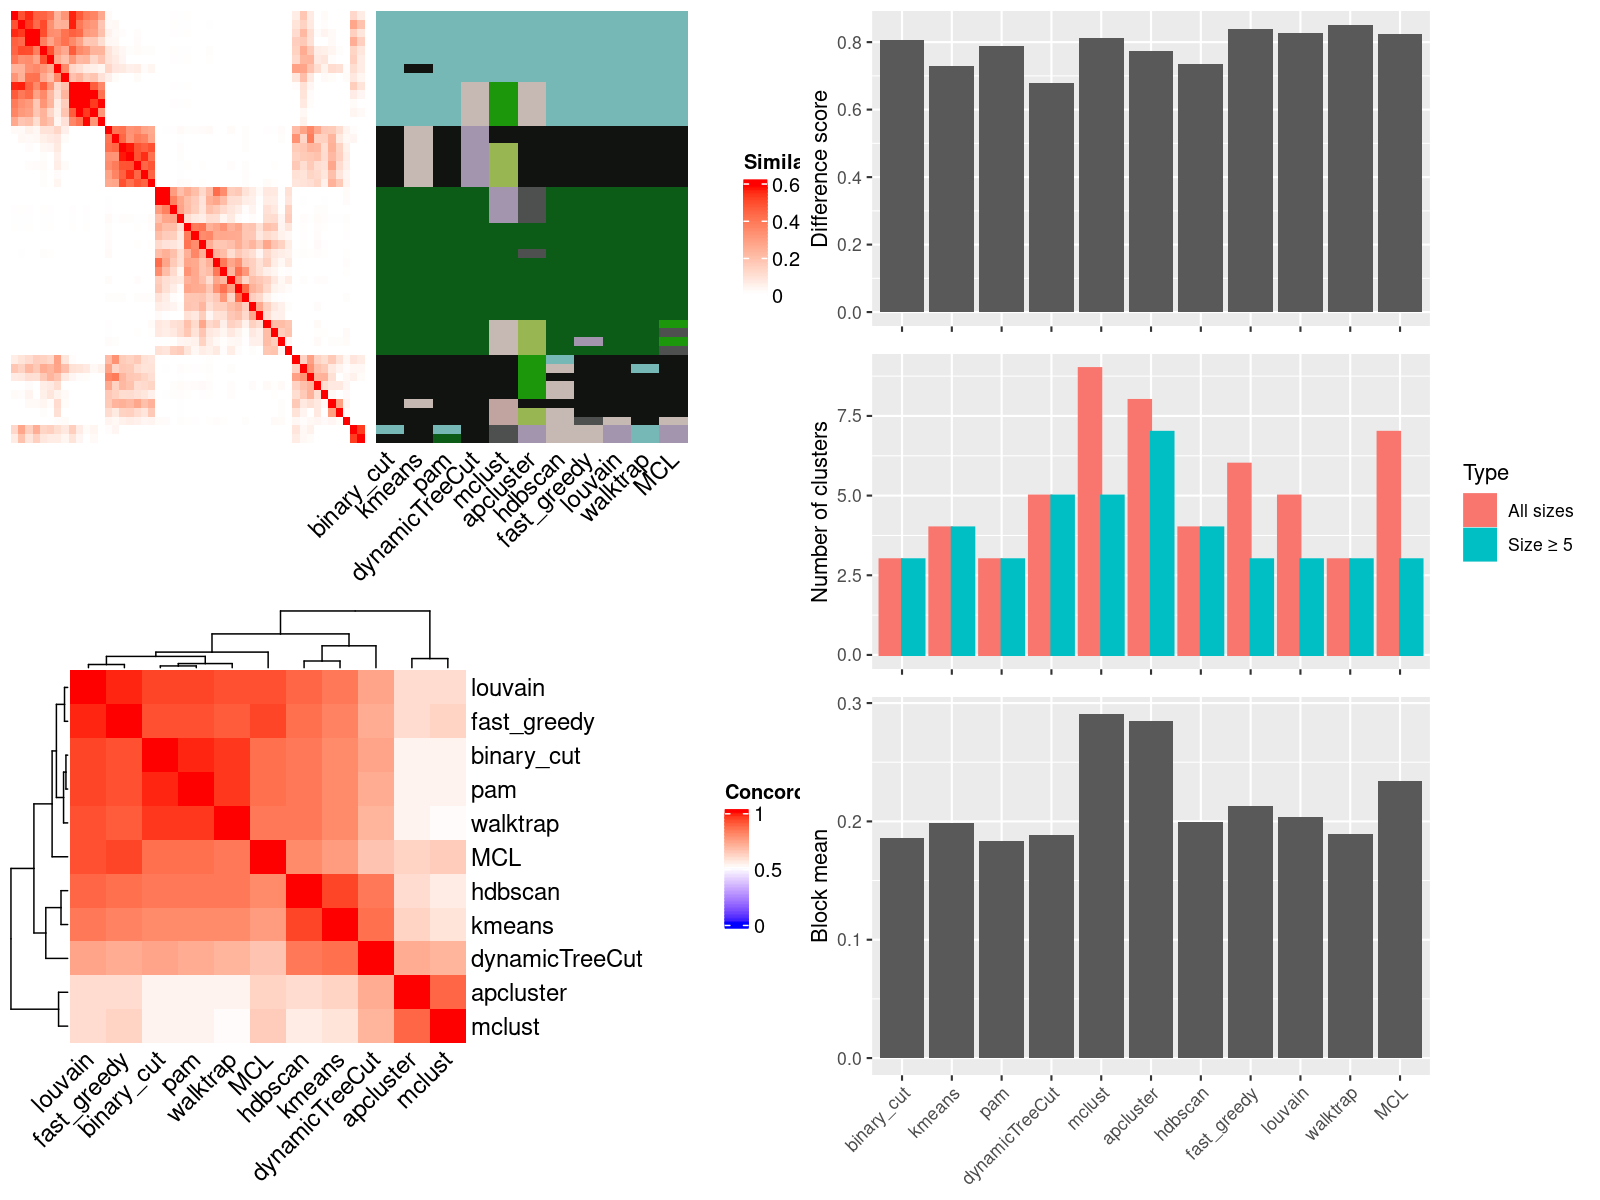 Simila
0.6
0.4
0.2
0
binary_cut
kmeans
pam
dynamicTreeCut
mclust
apcluster
hdbscan
fast_greedy
louvain
walktrap
MCL
louvain
fast_greedy
binary_cut
pam
walktrap
MCL
hdbscan
kmeans
dynamicTreeCut
apcluster
mclust
louvain
fast_greedy
binary_cut
pam
walktrap
MCL
hdbscan
kmeans
dynamicTreeCut
apcluster
mclust
Concord
1
0.5
0
Difference score
0.8
0.6
0.4
0.2
0.0
Number of clusters
7.5
5.0
2.5
0.0
Type
All sizes
Size ≥ 5
Block mean
0.3
0.2
0.1
0.0
binary_cut
kmeans
pam
dynamicTreeCut
mclust
apcluster
hdbscan
fast_greedy
louvain
walktrap
MCL